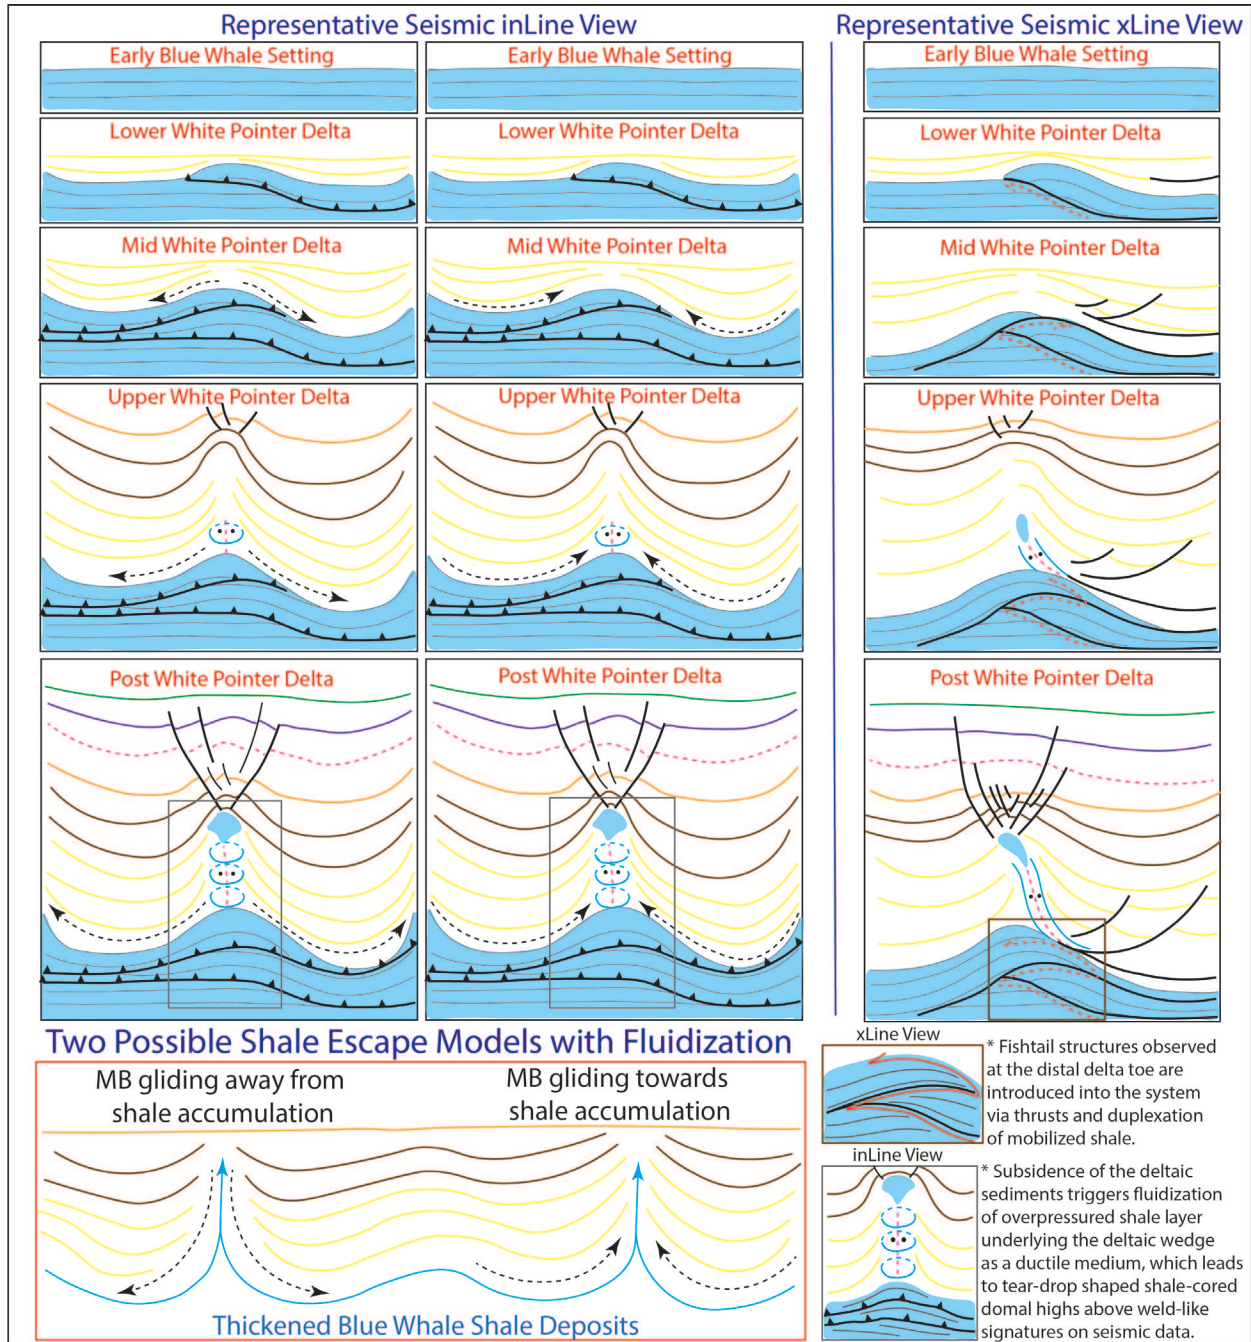 Representative Seismic inLine View
Representative Seismic xLine View
Early Blue Whale Setting
Early Blue Whale Setting
Early Blue Whale Setting
Lower White Pointer Delta
Lower White Pointer Delta
Lower White Pointer Delta
Mid White Pointer Delta
Mid White Pointer Delta
Mid White Pointer Delta
Upper White Pointer Delta
Upper White Pointer Delta
Upper White Pointer Delta
Post White Pointer Delta
Post White Pointer Delta
Post White Pointer Delta
Two Possible Shale Escape Models with Fluidization
MB gliding away from
shale accumulation
MB gliding towards
shale accumulation
Thickened Blue Whale Shale Deposits
xLine View
* Fishtail structures observed
at the distal delta toe are
introduced into the system
via thrusts and duplexation
of mobilized shale.
inLine View
* Subsidence of the deltaic
sediments triggers fluidization
of overpressured shale layer
underlying the deltaic wedge
as a ductile medium, which leads
to tear-drop shaped shale-cored
domal highs above weld-like
signatures on seismic data.